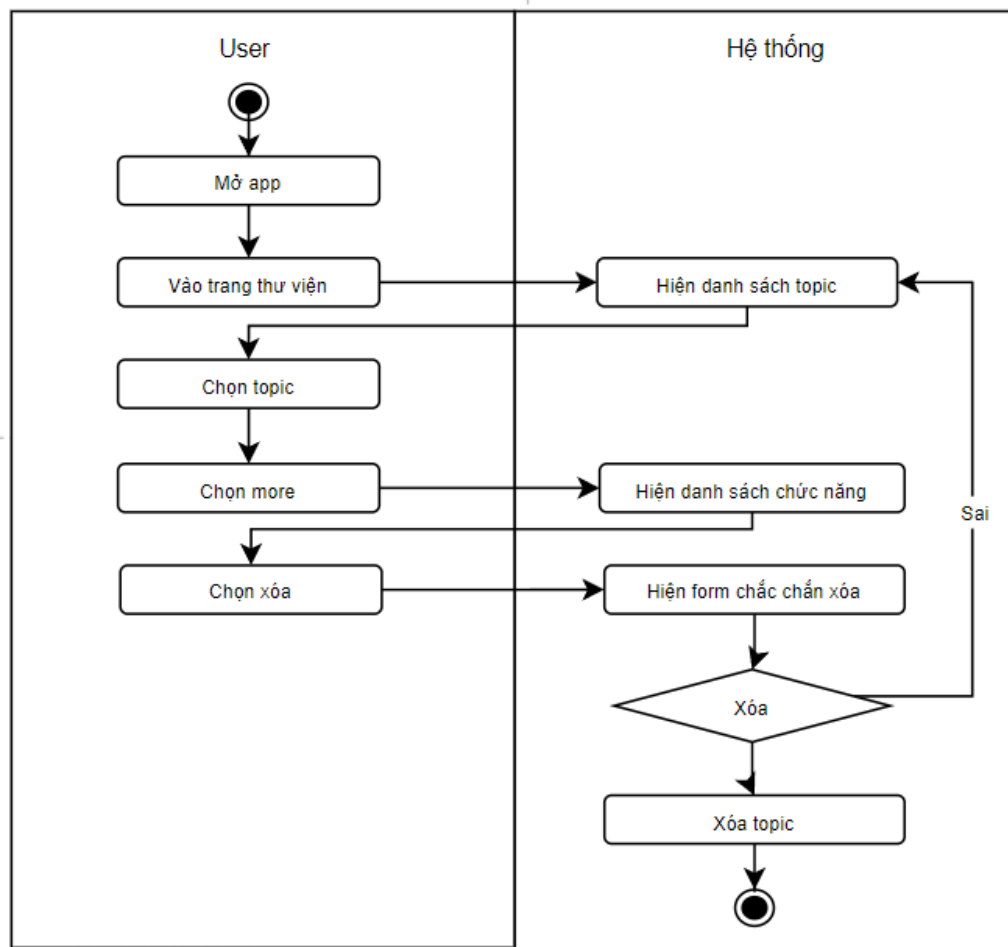 User
Hệ thống
Mở app
Vào trang thư viện
Hiện danh sách topic
Chọn topic
Chọn more
Hiện danh sách chức năng
Sai
Chọn xóa
Hiện form chắc chắn xóa
Xóa
Xóa topic